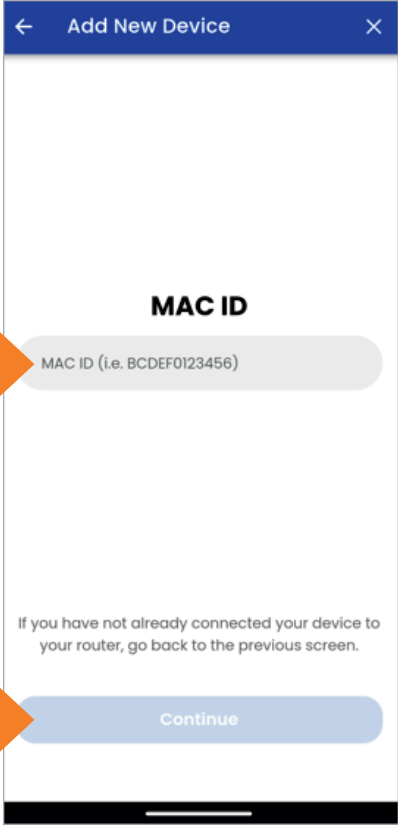 Add New Device
MAC ID
MAC ID (i.e. BCDEF0123456)
If you have not already connected your device to
your router, go back to the previous screen.
Continue